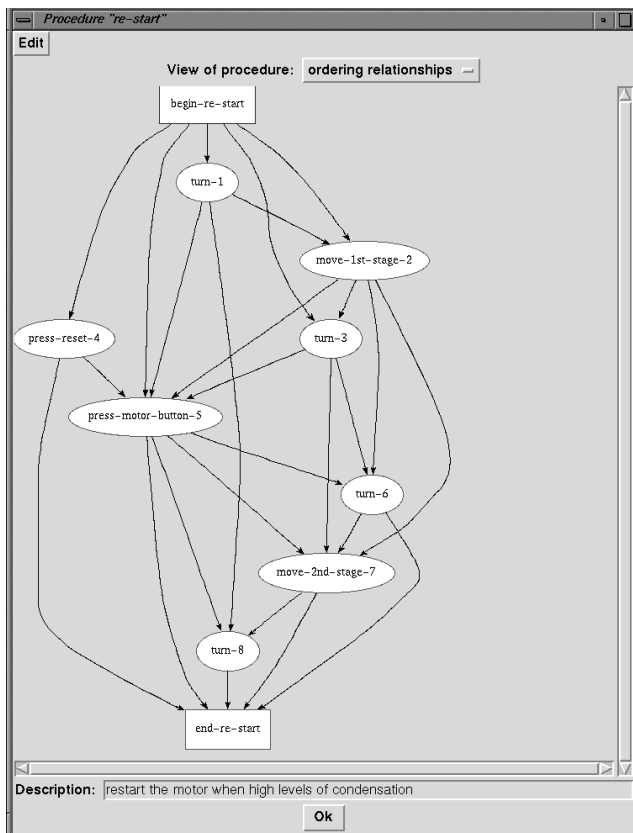 Procedure "re-start"
Edit
View of procedure: ordering relationships
begin-re-start
turn-1
move-1st-stage-2
press-reset-4
turn-3
press-motor-button-5
turn-6
move-2nd-stage-7
turn-8
end-re-start
Description: restart the motor when high levels of condensation
Ok